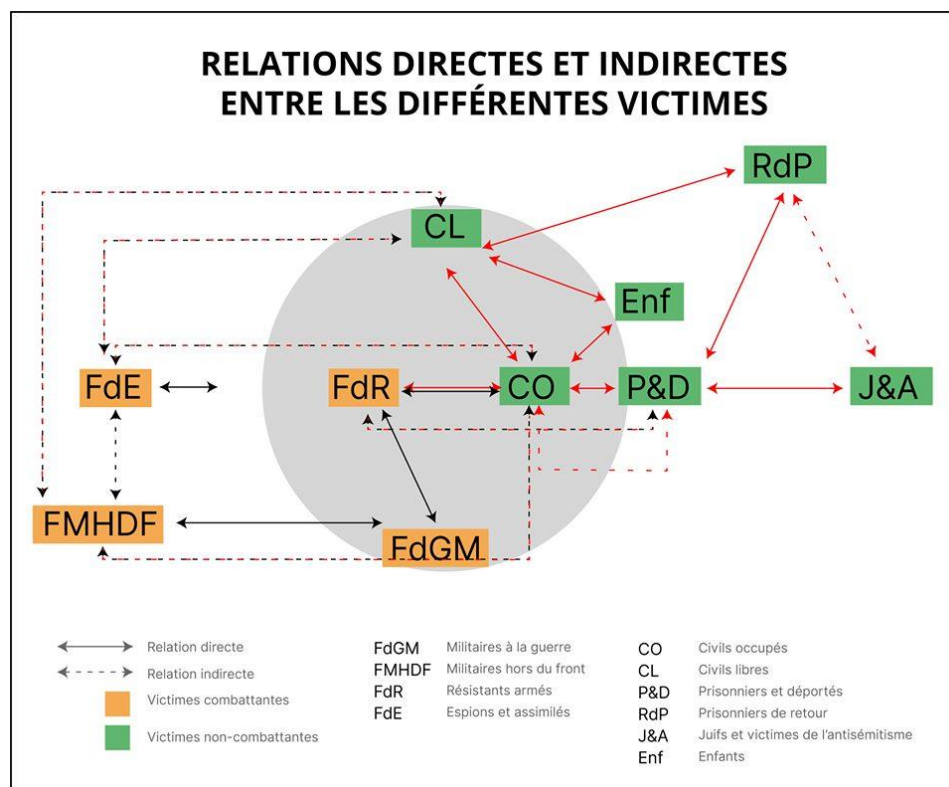 RELATIONS DIRECTES ET INDIRECTES
ENTRE LES DIFFÉRENTES VICTIMES
RdP
CL
Enf
FdE
FdR
CO
P&D
J&A
FMHDF
FdGM
Relation directe
Relation indirecte
Victimes combattantes
Victimes non-combattantes
FdGM Militaires à la guerre
FMHDF Militaires hors du front
FdR Résistants armés
FdE Espions et assimilés
CO Civils occupés
CL Civils libres
P&D Prisonniers et déportés
RdP Prisonniers de retour
J&A Juifs et victimes de l'antisémitisme
Enf Enfants